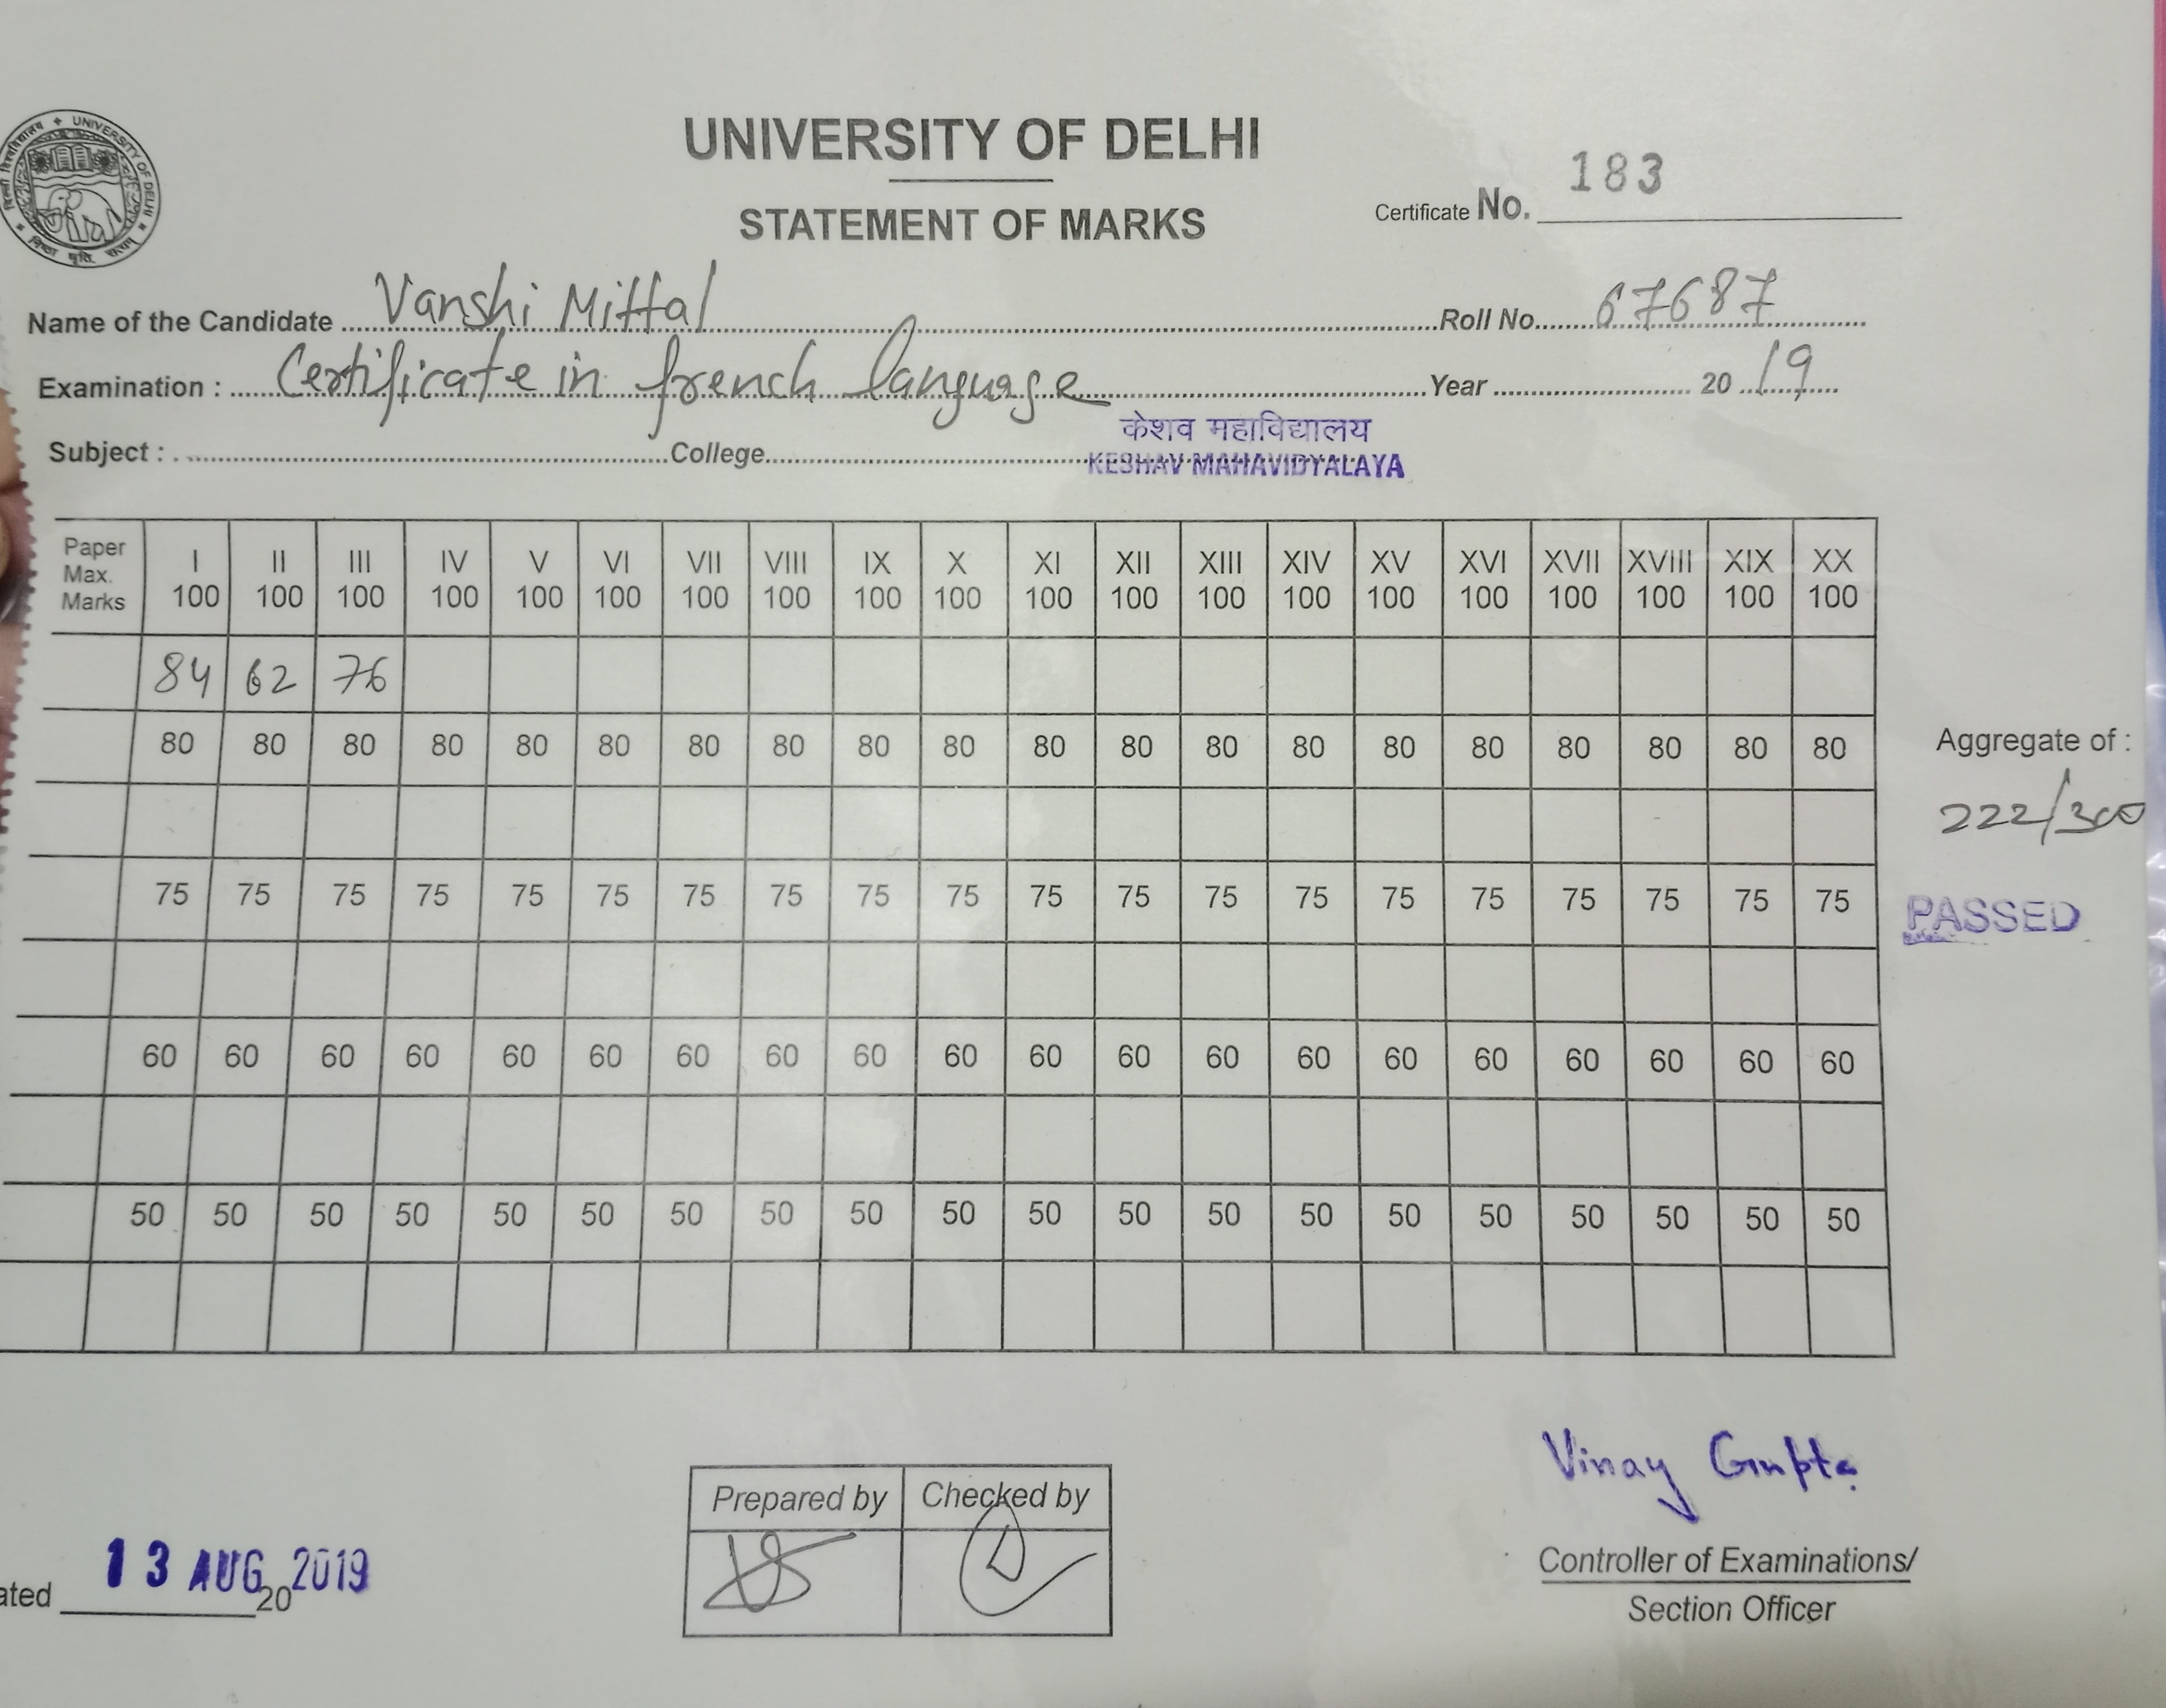 UNIVERSITY OF DELHI
STATEMENT OF MARKS
Certificate No. 183
Name of the Candidate Vanshi Mittal Roll No. 67687
Examination : Certificate in french language Year 20 19
Subject : College केशव महाविद्यालय
KESHAV MAHAVIDYALAYA
Paper I II III IV V VI VII VIII IX X XI XII XIII XIV XV XVI XVII XVIII XIX XX
Max.
Marks 100 100 100 100 100 100 100 100 100 100 100 100 100 100 100 100 100 100 100 100
84 62 76
80 80 80 80 80 80 80 80 80 80 80 80 80 80 80 80 80 80 80 80
Aggregate of :
222/300
75 75 75 75 75 75 75 75 75 75 75 75 75 75 75 75 75 75 75 75
PASSED
60 60 60 60 60 60 60 60 60 60 60 60 60 60 60 60 60 60 60 60
50 50 50 50 50 50 50 50 50 50 50 50 50 50 50 50 50 50 50 50
Vinay Gupta
Prepared by Checked by
Controller of Examinations/
Section Officer
ated 13 AUG 2019
20
UNIVERSITY OF DELHI